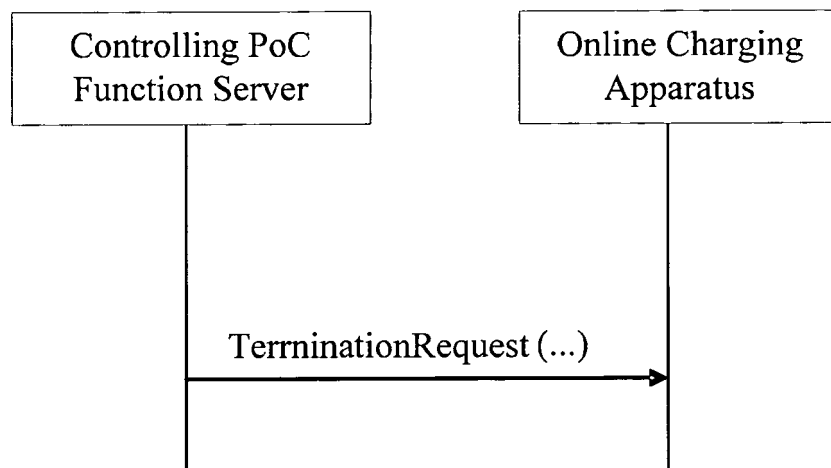 Controlling PoC
Function Server
Online Charging
Apparatus
TerrninationRequest (...)